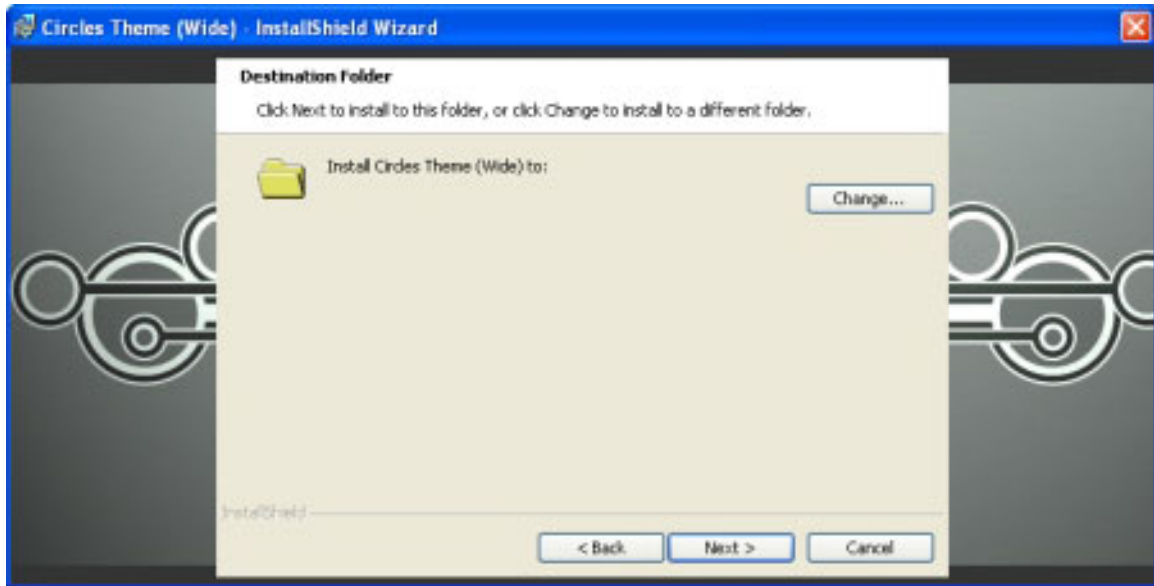 Circles Theme (Wide) - InstallShield Wizard
Destination Folder
Click Next to install to this folder, or click Change to install to a different folder.
Install Circles Theme (Wide) to:
Change...
InstallShield
< Back
Next >
Cancel